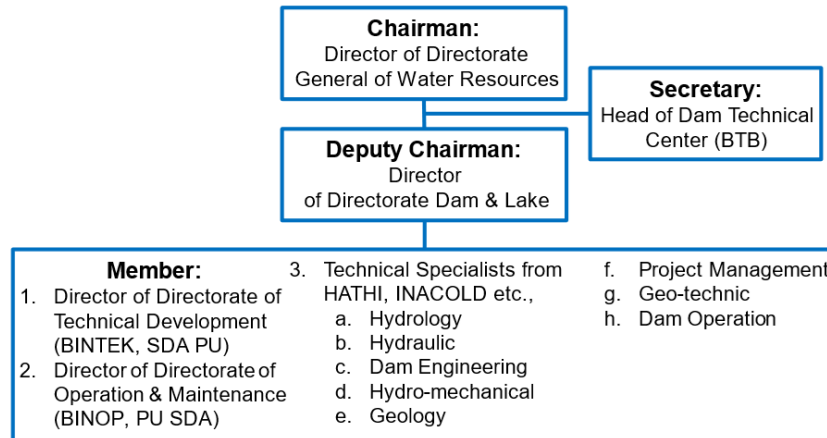 Chairman:
Director of Directorate
General of Water Resources
Secretary:
Head of Dam Technical
Center (BTB)
Deputy Chairman:
Director
of Directorate Dam & Lake
Member:
1. Director of Directorate of
Technical Development
(BINTEK, SDA PU)
2. Director of Directorate of
Operation & Maintenance
(BINOP, PU SDA)
3. Technical Specialists from
HATHI, INACOLD etc.,
a. Hydrology
b. Hydraulic
c. Dam Engineering
d. Hydro-mechanical
e. Geology
f. Project Management
g. Geo-technic
h. Dam Operation